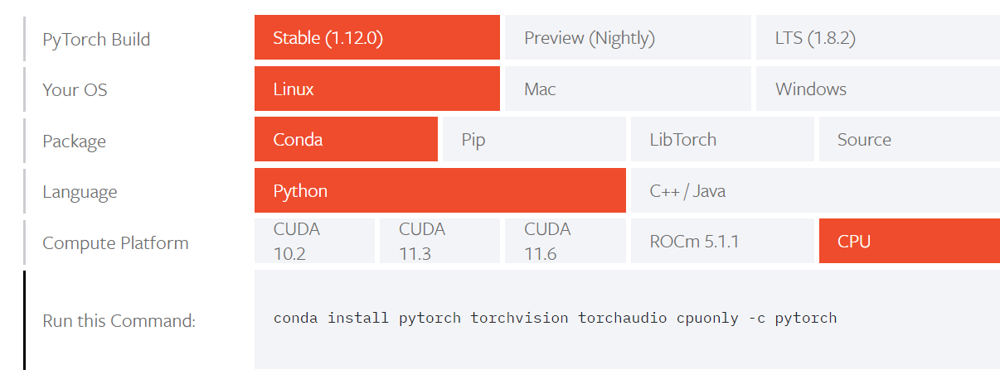 PyTorch Build
Stable (1.12.0)
Preview (Nightly)
LTS (1.8.2)
Your OS
Linux
Mac
Windows
Package
Conda
Pip
LibTorch
Source
Language
Python
C++ / Java
Compute Platform
CUDA
10.2
CUDA
11.3
CUDA
11.6
ROCm 5.1.1
CPU
Run this Command:
conda install pytorch torchvision torchaudio cpuonly -c pytorch